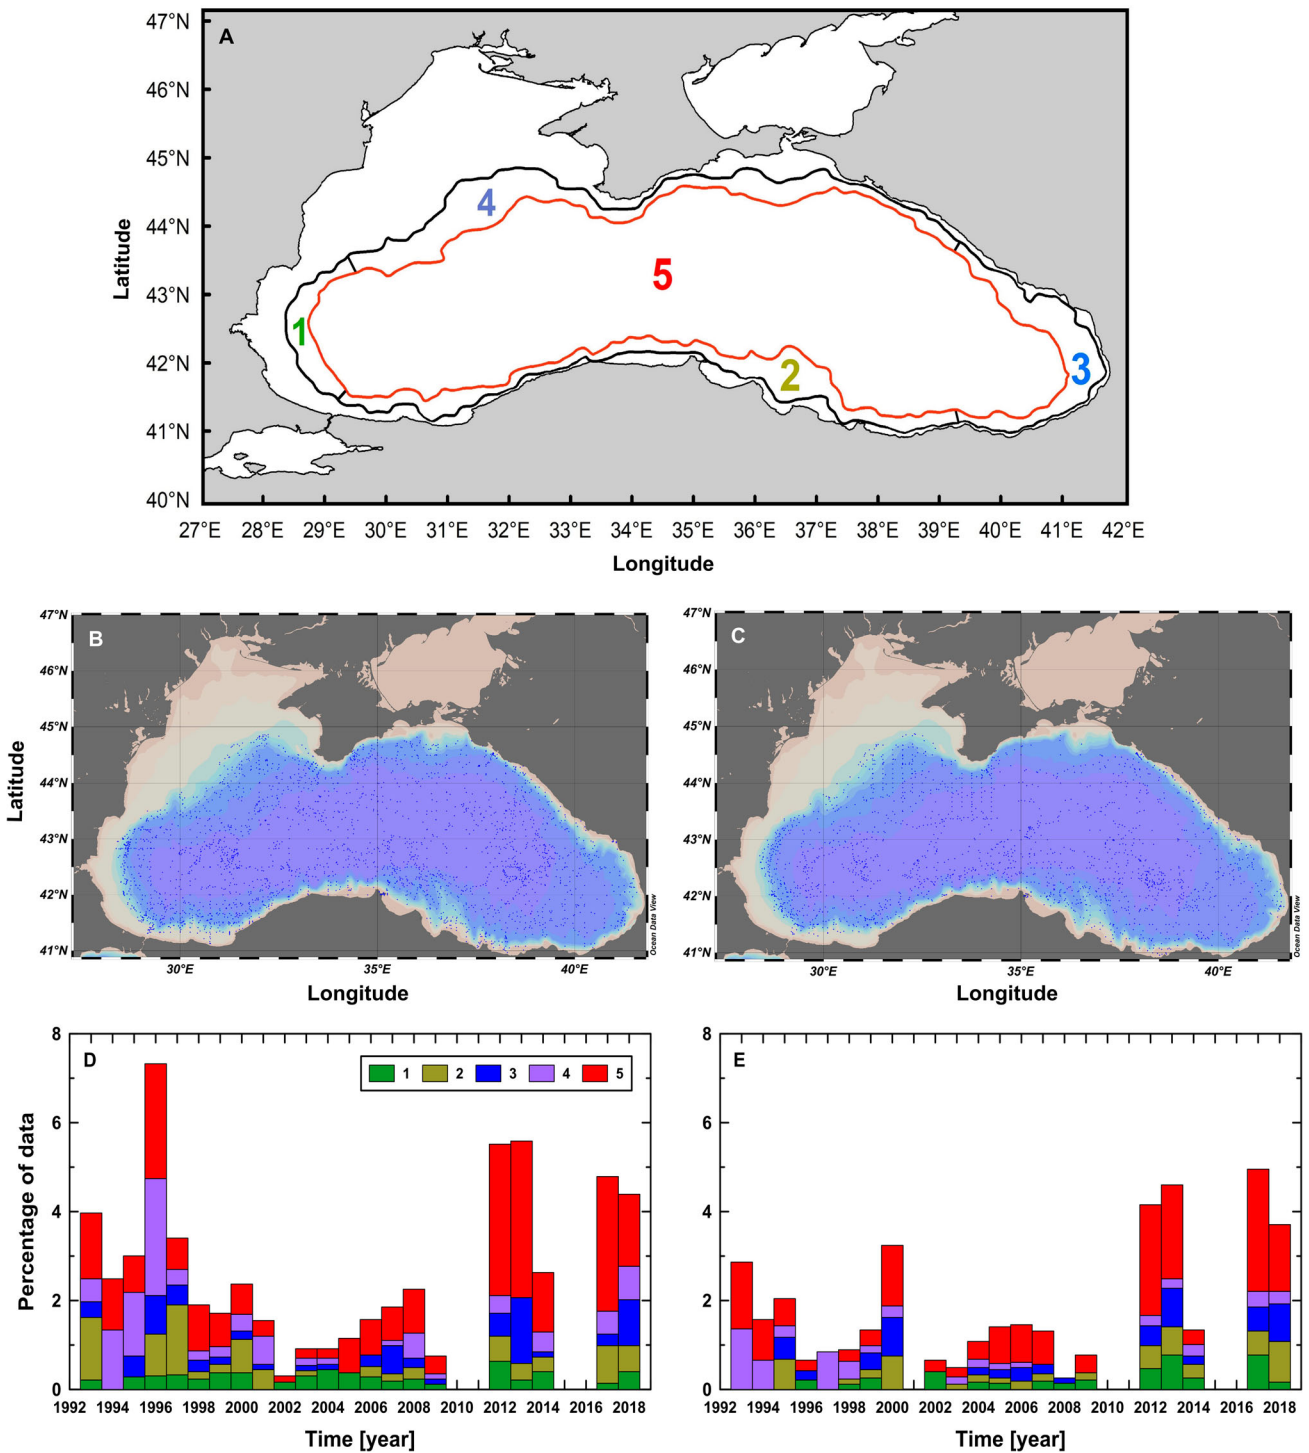 A
47°N
46°N
45°N
44°N
43°N
42°N
41°N
40°N
Latitude
4
5
1
2
3
27°E 28°E 29°E 30°E 31°E 32°E 33°E 34°E 35°E 36°E 37°E 38°E 39°E 40°E 41°E 42°E
Longitude
B
47°N
46°N
45°N
44°N
43°N
42°N
41°N
Latitude
30°E 35°E 40°E
Longitude
Ocean Data View
C
47°N
46°N
45°N
44°N
43°N
42°N
41°N
30°E 35°E 40°E
Longitude
Ocean Data View
D
1 2 3 4 5
8
6
4
2
0
Percentage of data
1992 1994 1996 1998 2000 2002 2004 2006 2008 2010 2012 2014 2016 2018
Time [year]
E
8
6
4
2
0
1992 1994 1996 1998 2000 2002 2004 2006 2008 2010 2012 2014 2016 2018
Time [year]